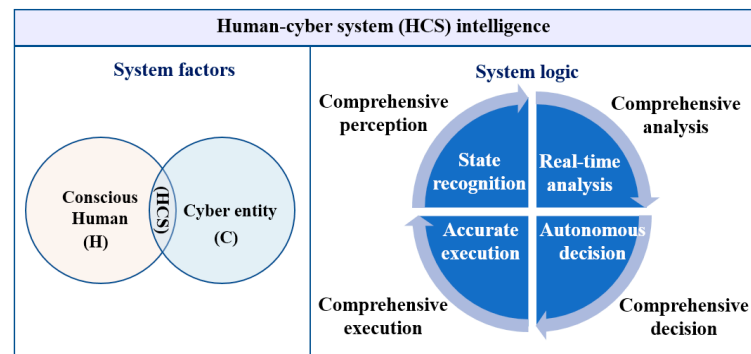 Human-cyber system (HCS) intelligence
System factors
Conscious
Human
(H)
(HCS)
Cyber entity
(C)
System logic
Comprehensive
perception
Comprehensive
analysis
State
recognition
Real-time
analysis
Accurate
execution
Autonomous
decision
Comprehensive
execution
Comprehensive
decision